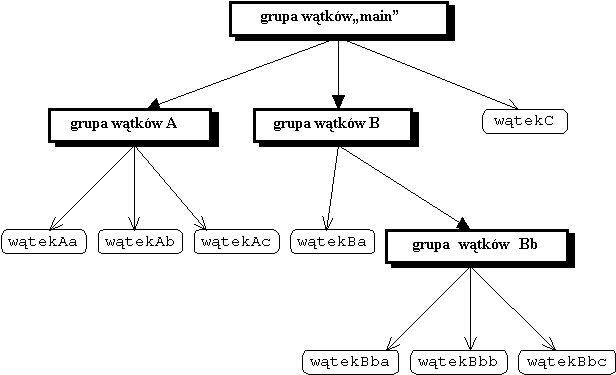 grupa wątków„main”
grupa wątków A
grupa wątków B
wątekC
wątekAa
wątekAb
wątekAc
wątekBa
grupa wątków Bb
wątekBba
wątekBbb
wątekBbc